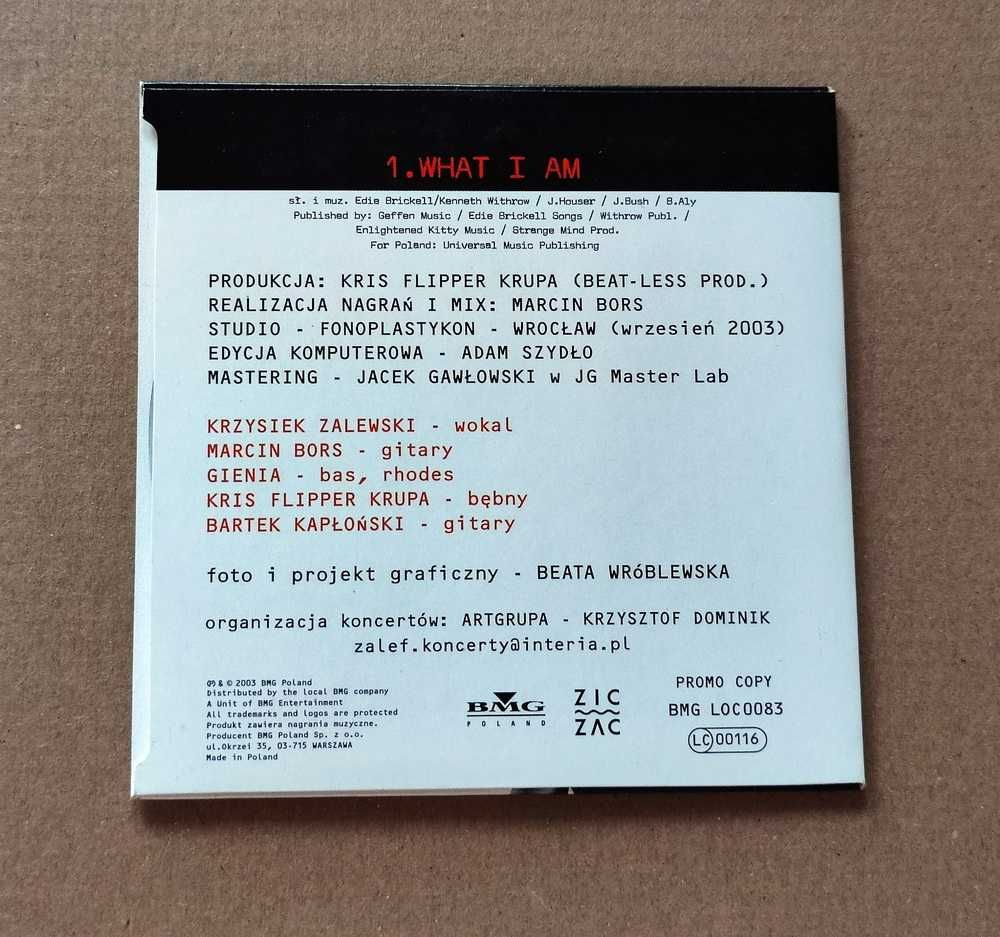 1.WHAT I AM
sł. i muz. Edie Brickell/Kenneth Withrow / J.Houser / J.Bush / B.Aly
Published by: Geffen Music / Edie Brickell Songs / Withrow Publ. /
Enlightened Kitty Music / Strange Mind Prod.
For Poland: Universal Music Publishing
PRODUKCJA: KRIS FLIPPER KRUPA (BEAT-LESS PROD.)
REALIZACJA NAGRAń I MIX: MARCIN BORS
STUDIO - FONOPLASTYKON - WROCŁAW (wrzesień 2003)
EDYCJA KOMPUTEROWA - ADAM SZYDŁO
MASTERING - JACEK GAWŁOWSKI w JG Master Lab
KRZYSIEK ZALEWSKI - wokal
MARCIN BORS - gitary
GIENIA - bas, rhodes
KRIS FLIPPER KRUPA - bębny
BARTEK KAPŁOńSKI - gitary
foto i projekt graficzny - BEATA WRóBLEWSKA
organizacja koncertów: ARTGRUPA - KRZYSZTOF DOMINIK
zalef.koncerty@interia.pl
℗ & © 2003 BMG Poland
Distributed by the local BMG company
A Unit of BMG Entertainment
All trademarks and logos are protected
Produkt zawiera nagrania muzyczne.
Producent BMG Poland Sp. z o.o.
ul.Okrzei 35, 03-715 WARSZAWA
Made in Poland
BMG
POLAND
ZIC
ZAC
PROMO COPY
BMG LOC0083
LC 00116